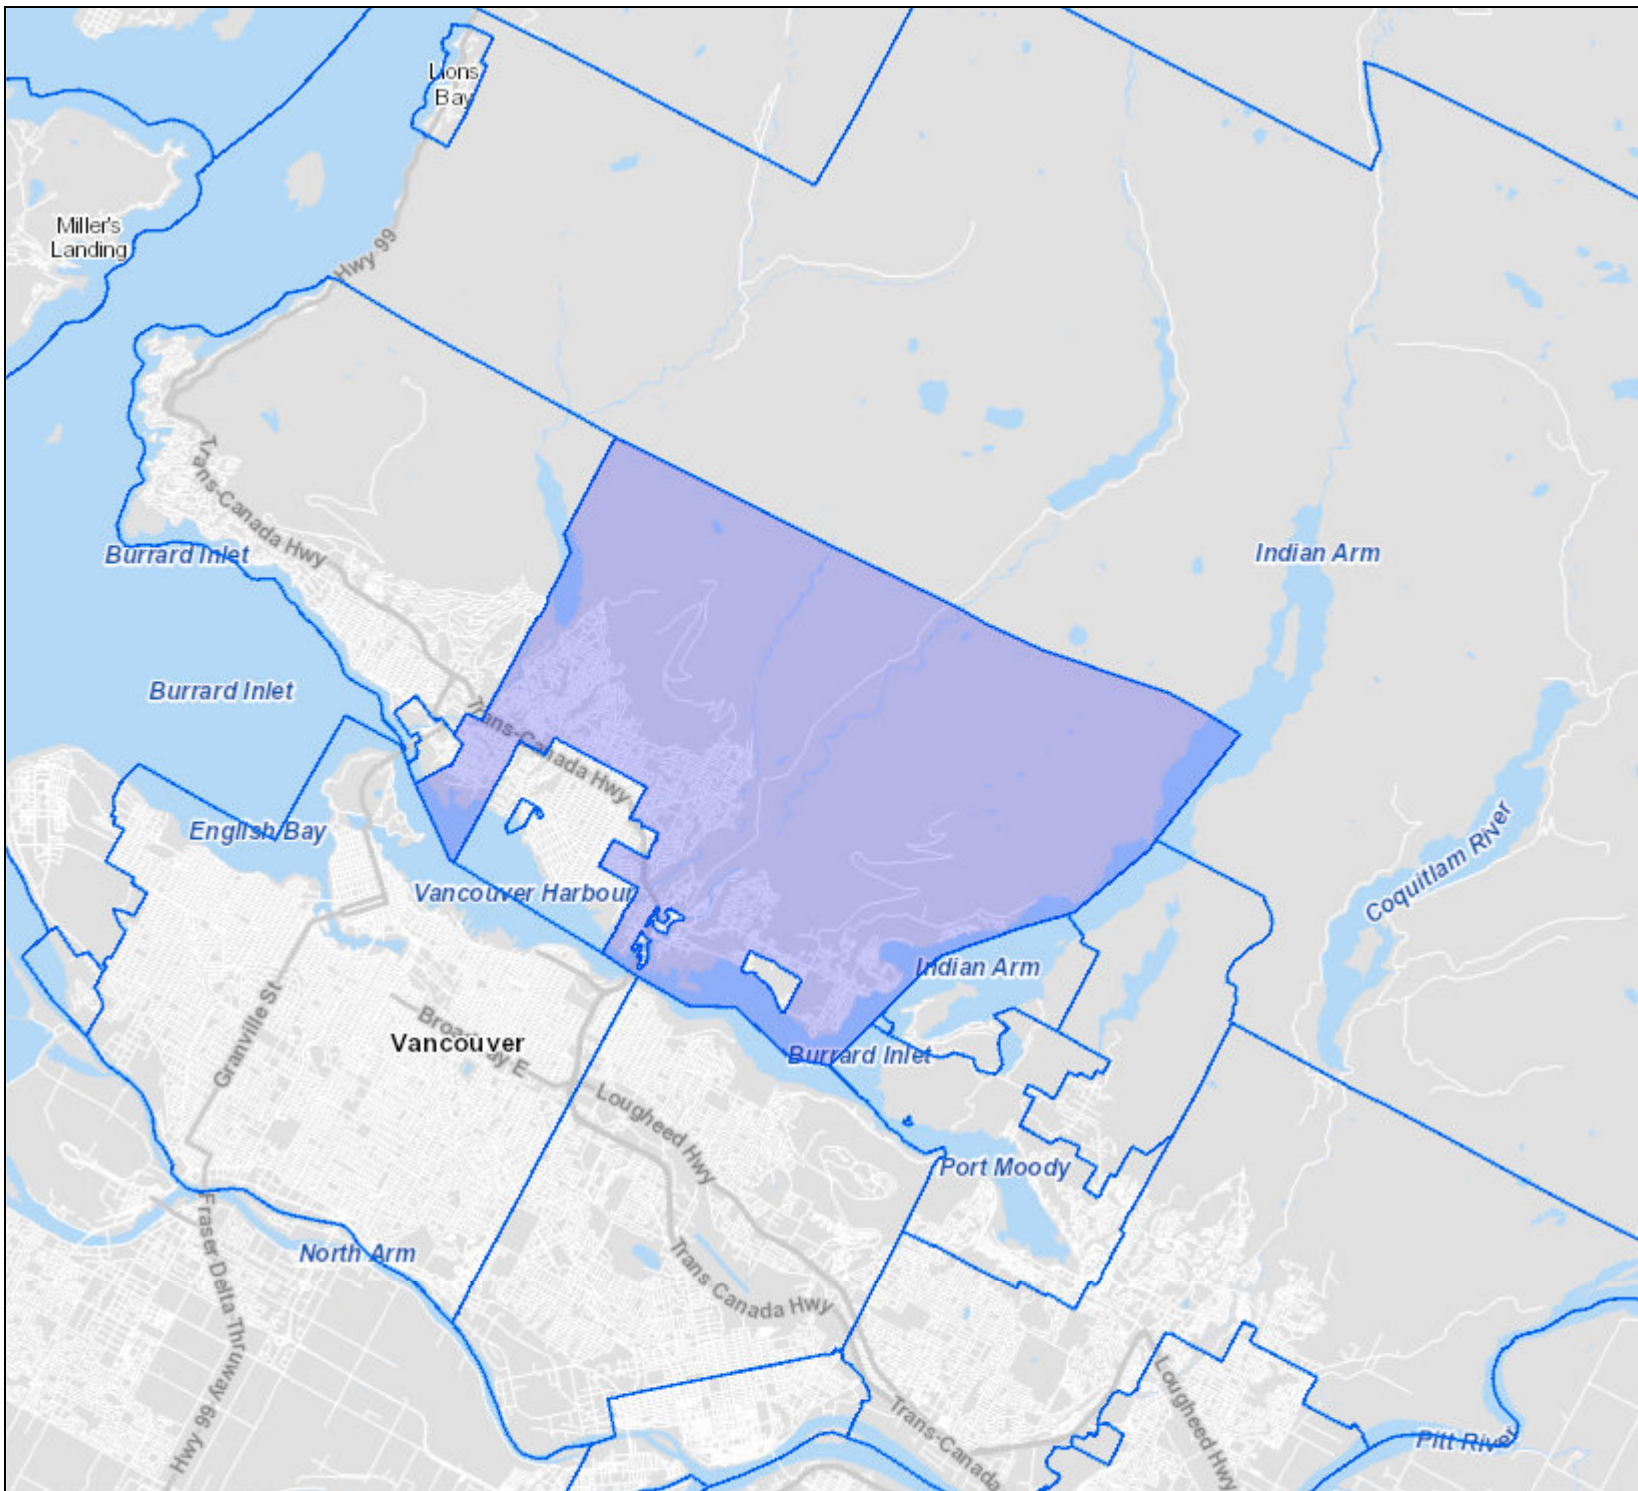 Lions
Bay
Miller's
Landing
Hwy 99
Trans-Canada Hwy
Burrard Inlet
Indian Arm
Burrard Inlet
Trans-Canada Hwy
English Bay
Vancouver Harbour
Coquitlam River
Indian Arm
Granville St
Broadway E
Vancouver
Burrard Inlet
Lougheed Hwy
Port Moody
North Arm
Fraser Delta Thruway
Hwy 99
Trans Canada Hwy
Lougheed Hwy
Trans-Canada
Pitt River